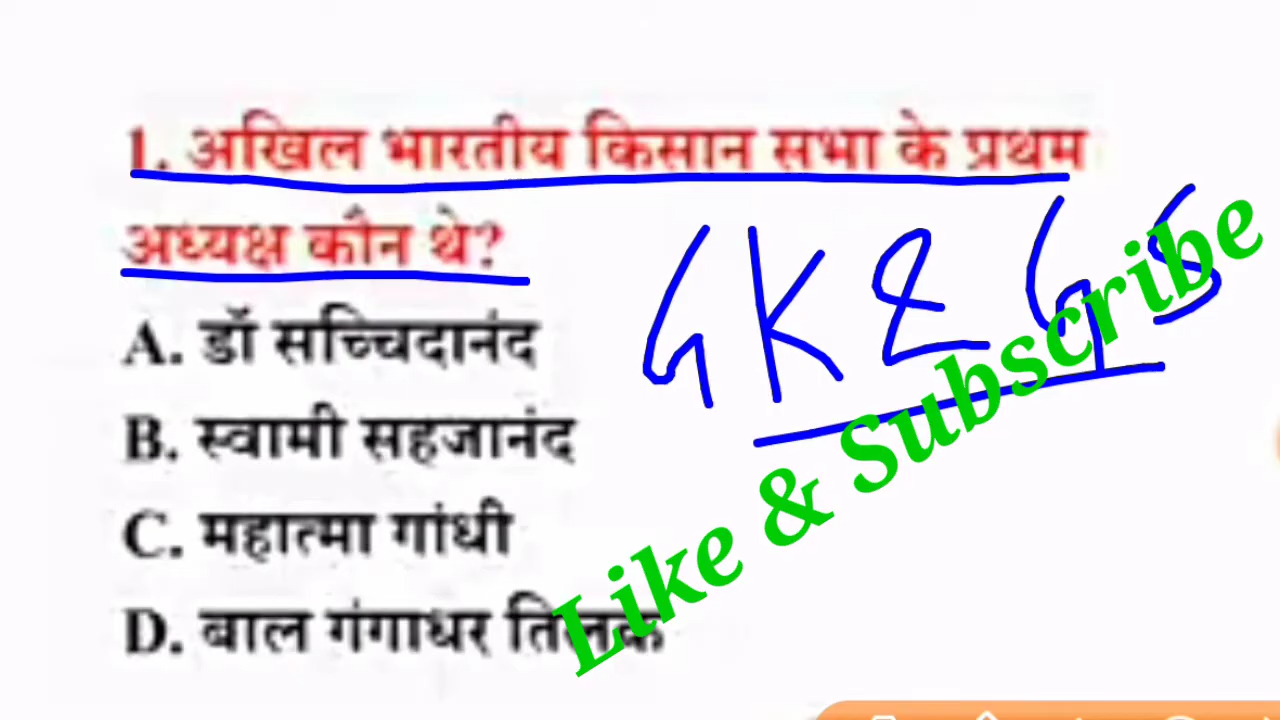 1. अखिल भारतीय किसान सभा के प्रथम
अध्यक्ष कौन थे?
A. डॉ सच्चिदानंद
B. स्वामी सहजानंद
C. महात्मा गांधी
D. बाल गंगाधर तिलक
GK & GS
Like & Subscribe